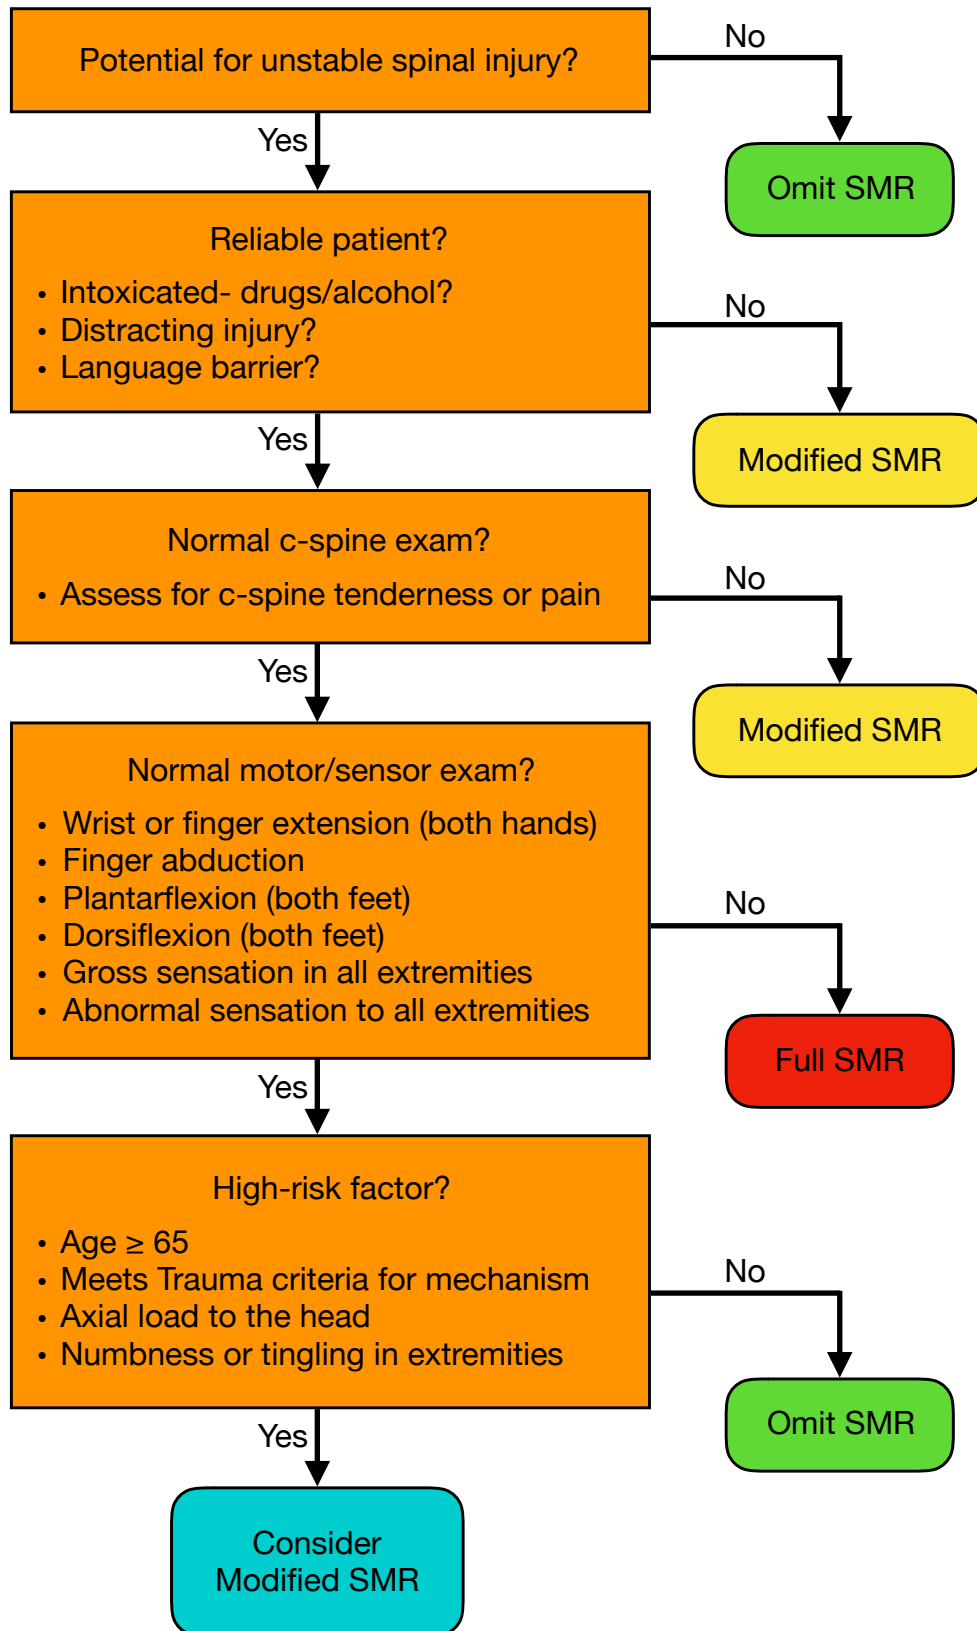 Potential for unstable spinal injury?
No
Yes
Omit SMR
Reliable patient?
• Intoxicated- drugs/alcohol?
• Distracting injury?
• Language barrier?
No
Yes
Modified SMR
Normal c-spine exam?
• Assess for c-spine tenderness or pain
No
Yes
Modified SMR
Normal motor/sensor exam?
• Wrist or finger extension (both hands)
• Finger abduction
• Plantarflexion (both feet)
• Dorsiflexion (both feet)
• Gross sensation in all extremities
• Abnormal sensation to all extremities
No
Yes
Full SMR
High-risk factor?
• Age ≥ 65
• Meets Trauma criteria for mechanism
• Axial load to the head
• Numbness or tingling in extremities
No
Yes
Omit SMR
Consider
Modified SMR